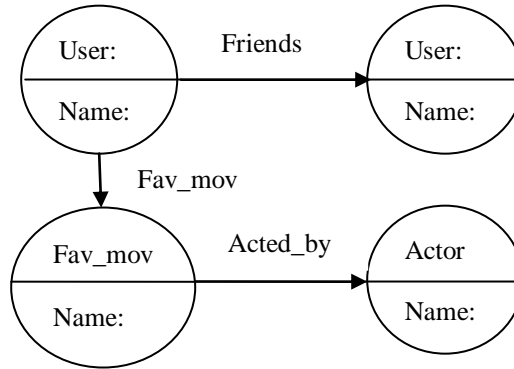 User:
Friends
User:
Name:
Name:
Fav_mov
Fav_mov
Acted_by
Actor
Name:
Name: